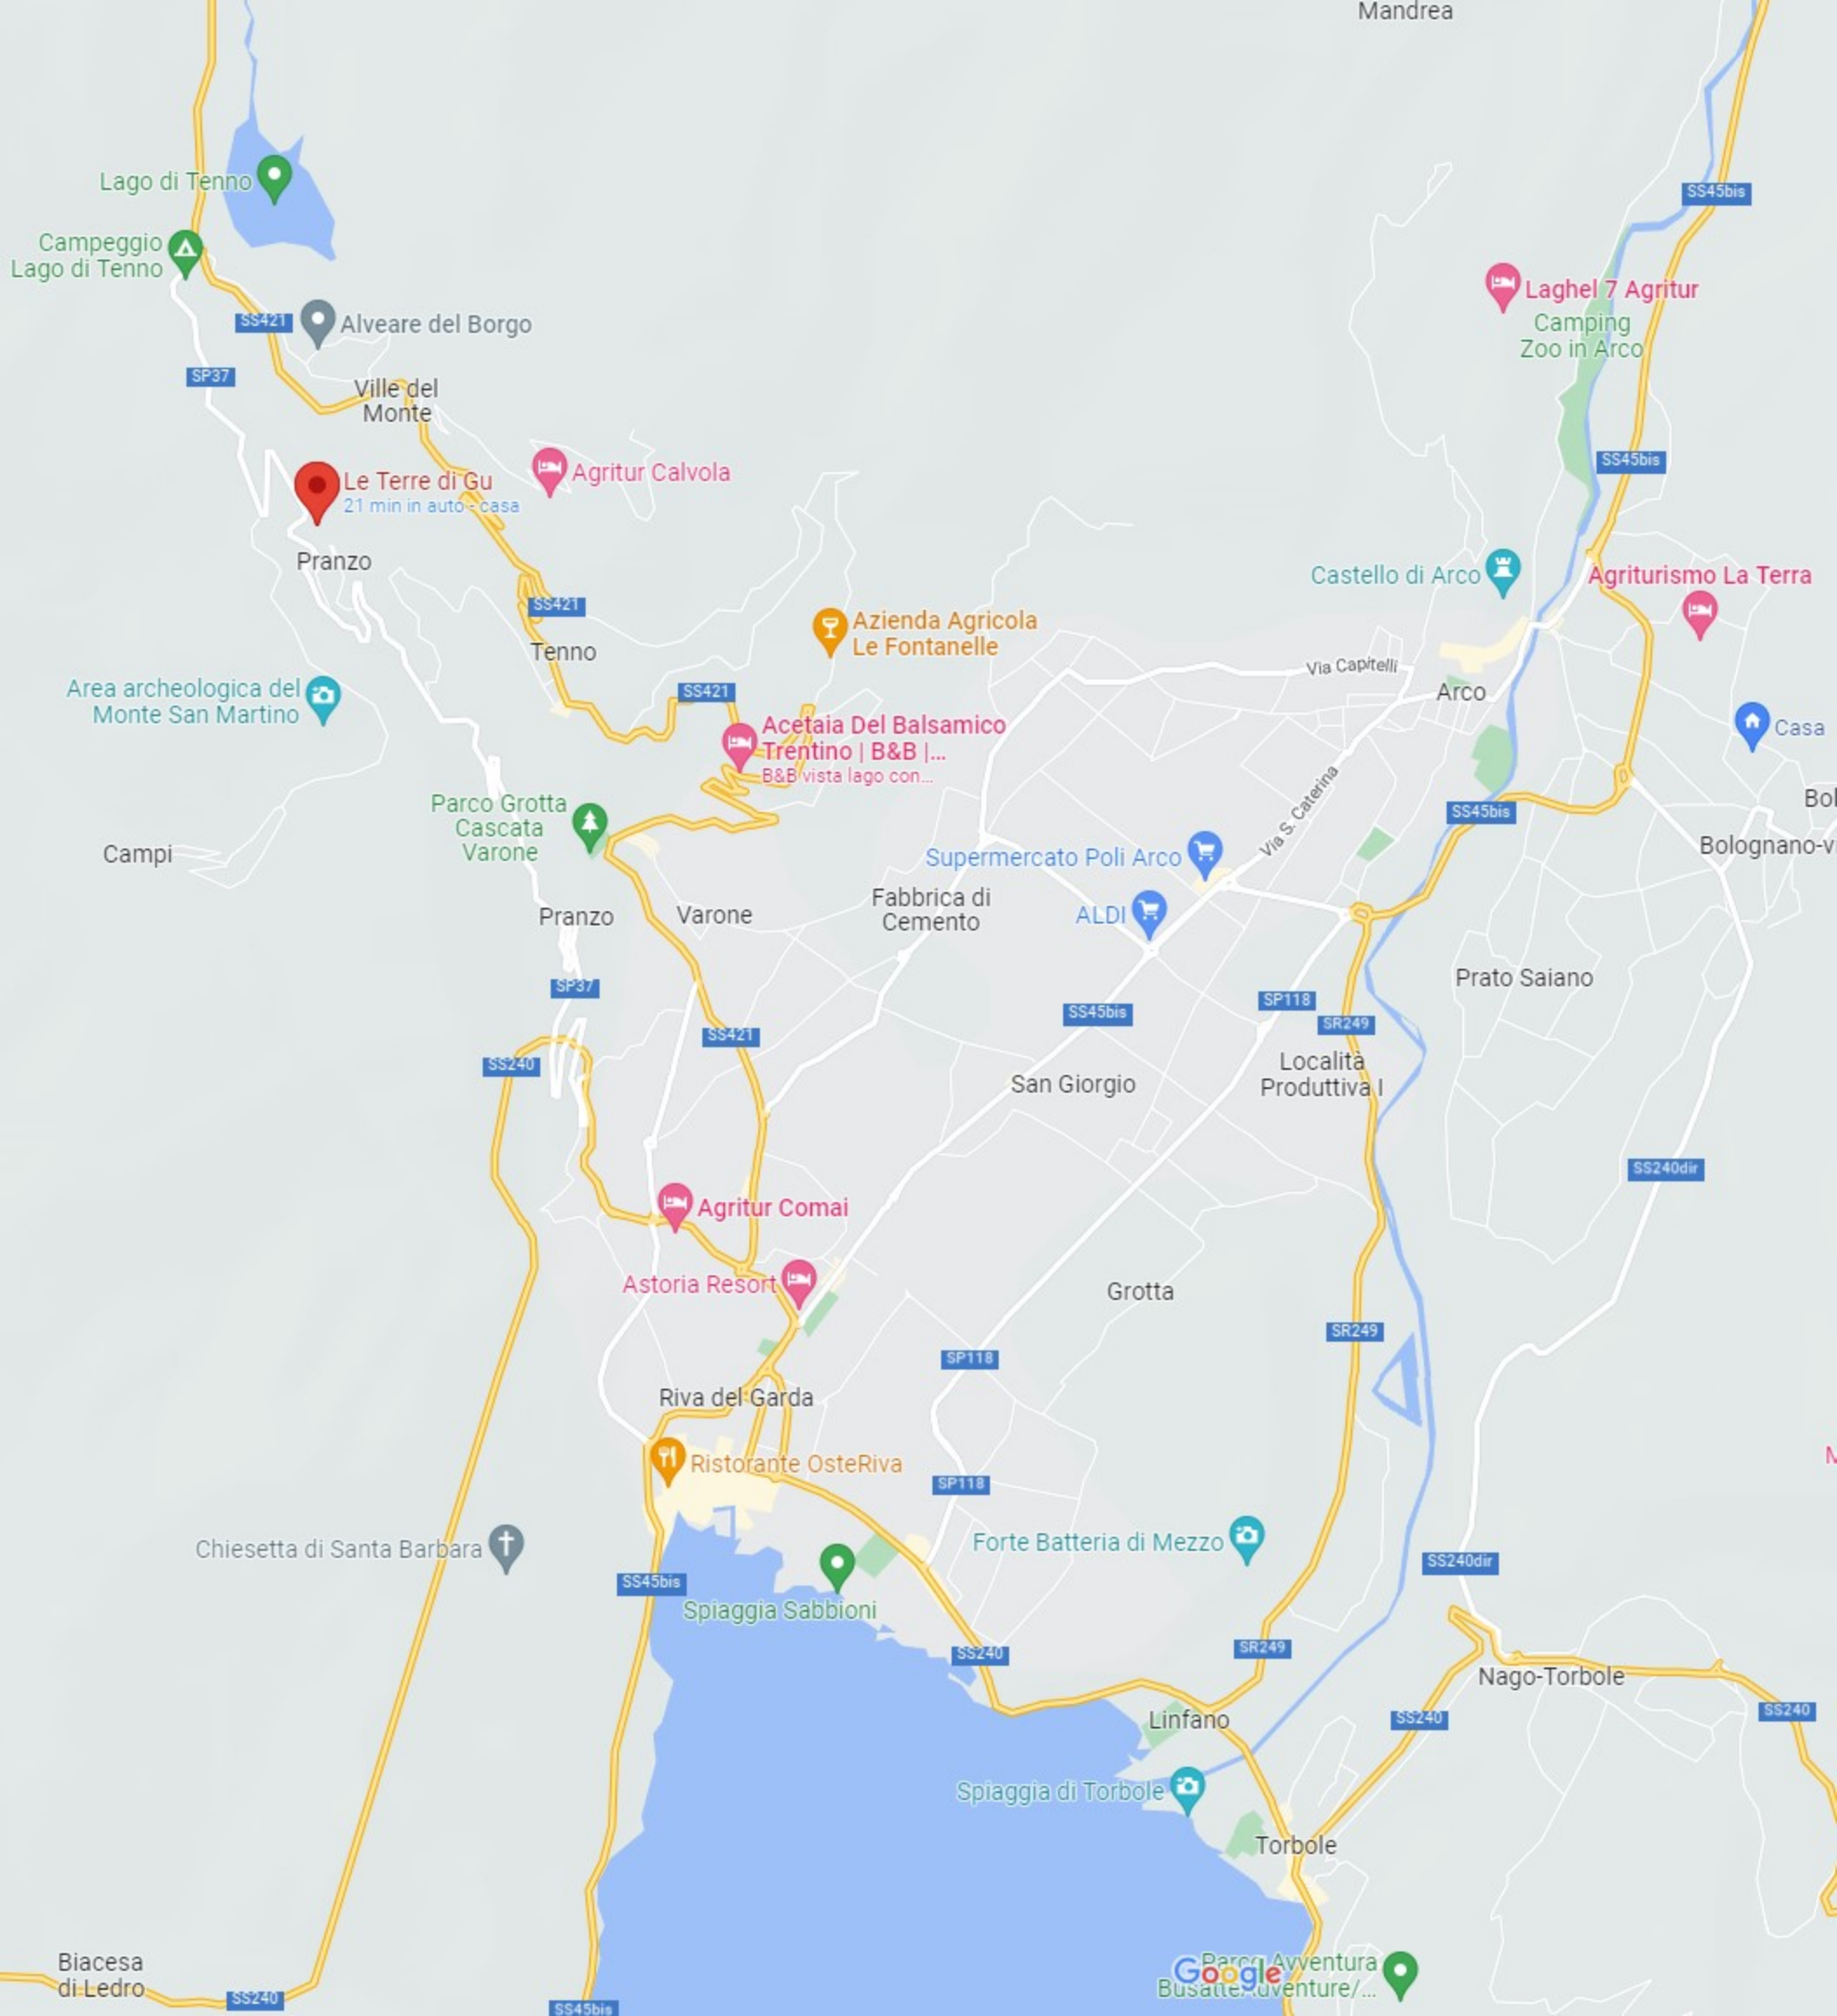 Mandrea
Lago di Tenno
SS45bis
Campeggio
Lago di Tenno
Laghel 7 Agritur
SS421
Alveare del Borgo
Camping
Zoo in Arco
SP37
Ville del
Monte
SS45bis
Agritur Calvola
Le Terre di Gu
21 min in auto - casa
Pranzo
Castello di Arco
Agriturismo La Terra
SS421
Azienda Agricola
Le Fontanelle
Tenno
Via Capitelli
Area archeologica del
Monte San Martino
SS421
Arco
Acetaia Del Balsamico
Trentino | B&B |...
B&B vista lago con...
Casa
Parco Grotta
Cascata
Varone
Via S. Caterina
SS45bis
Bol
Campi
Supermercato Poli Arco
Bolognano-v
Fabbrica di
Cemento
Pranzo
Varone
ALDI
Prato Saiano
SP37
SS45bis
SP118
SR249
SS421
SS240
Località
Produttiva I
San Giorgio
SS240dir
Agritur Comai
Astoria Resort
Grotta
SR249
SP118
Riva del Garda
Ristorante OsteRiva
M
SP118
Chiesetta di Santa Barbara
Forte Batteria di Mezzo
SS240dir
SS45bis
Spiaggia Sabbioni
SS240
SR249
Nago-Torbole
SS240
SS240
Linfano
Spiaggia di Torbole
Torbole
Biacesa
di Ledro
Parco Avventura
Google
Busatte Adventure/...
SS240
SS45bis